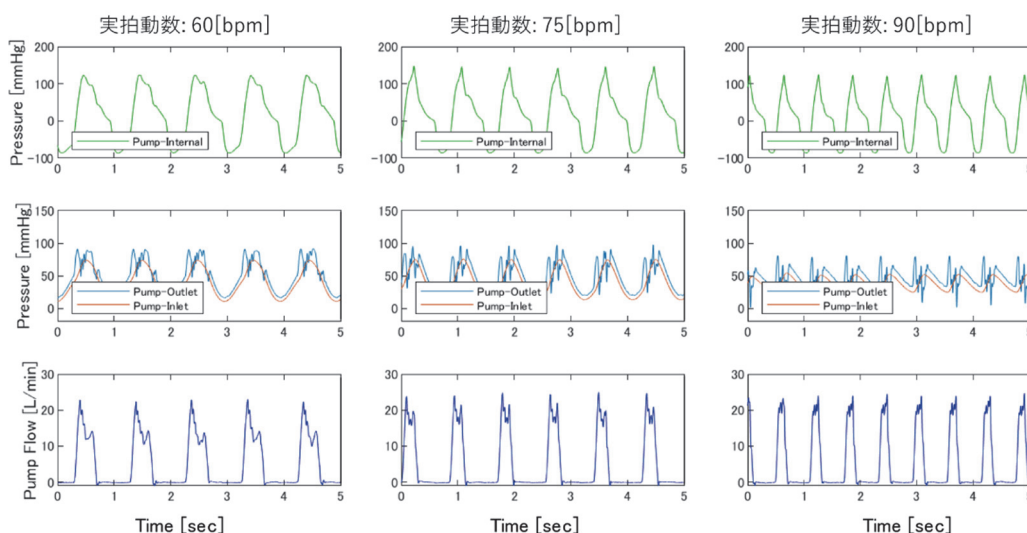 実拍動数: 60[bpm]
実拍動数: 75[bpm]
実拍動数: 90[bpm]
Pressure [mmHg]
200
100
0
-100
Pump-Internal
0 1 2 3 4 5
200
100
0
-100
Pump-Internal
0 1 2 3 4 5
200
100
0
-100
Pump-Internal
0 1 2 3 4 5
Pressure [mmHg]
150
100
50
0
Pump-Outlet
Pump-Inlet
0 1 2 3 4 5
150
100
50
0
Pump-Outlet
Pump-Inlet
0 1 2 3 4 5
150
100
50
0
Pump-Outlet
Pump-Inlet
0 1 2 3 4 5
Pump Flow [L/min]
30
20
10
0
0 1 2 3 4 5
Time [sec]
30
20
10
0
0 1 2 3 4 5
Time [sec]
30
20
10
0
0 1 2 3 4 5
Time [sec]